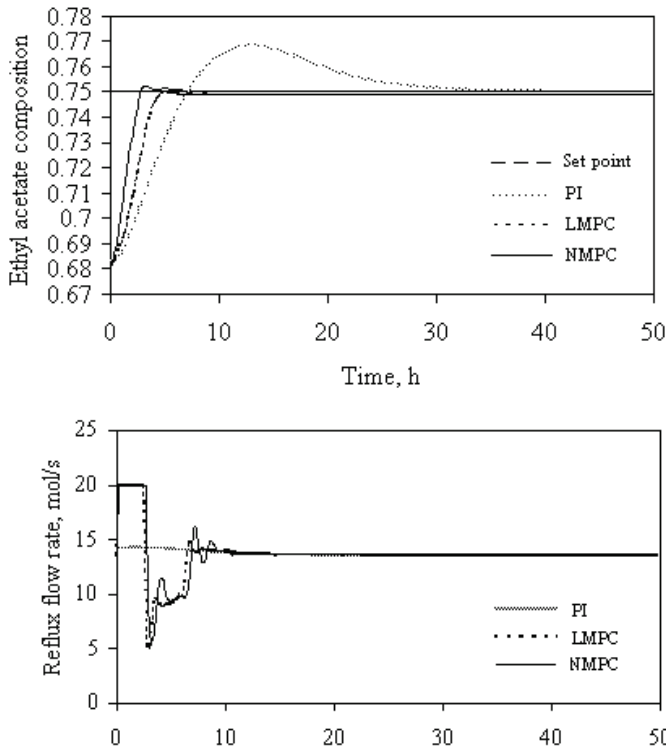 Ethyl acetate composition
0.78
0.77
0.76
0.75
0.74
0.73
0.72
0.71
0.70
0.69
0.68
0.67
Set point
PI
LMPC
NMPC
0 10 20 30 40 50
Time, h
Reflux flow rate, mol/s
25
20
15
10
5
0
PI
LMPC
NMPC
0 10 20 30 40 50